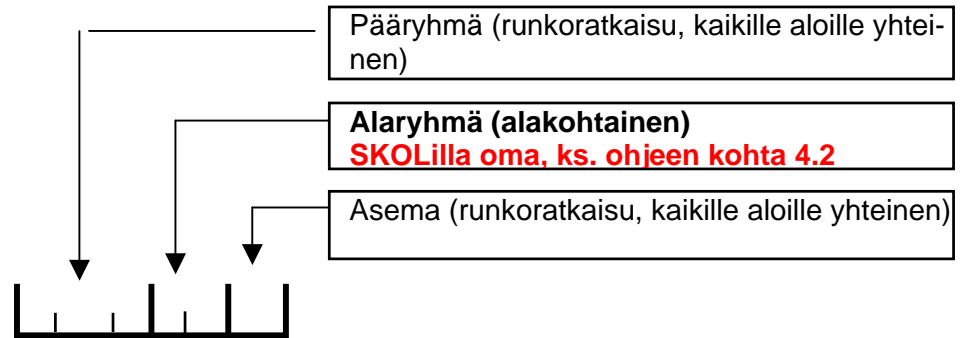 Pääryhmä (runkoratkaisu, kaikille aloille yhtei-
nen)
Alaryhmä (alakohtainen)
SKOLilla oma, ks. ohjeen kohta 4.2
Asema (runkoratkaisu, kaikille aloille yhteinen)